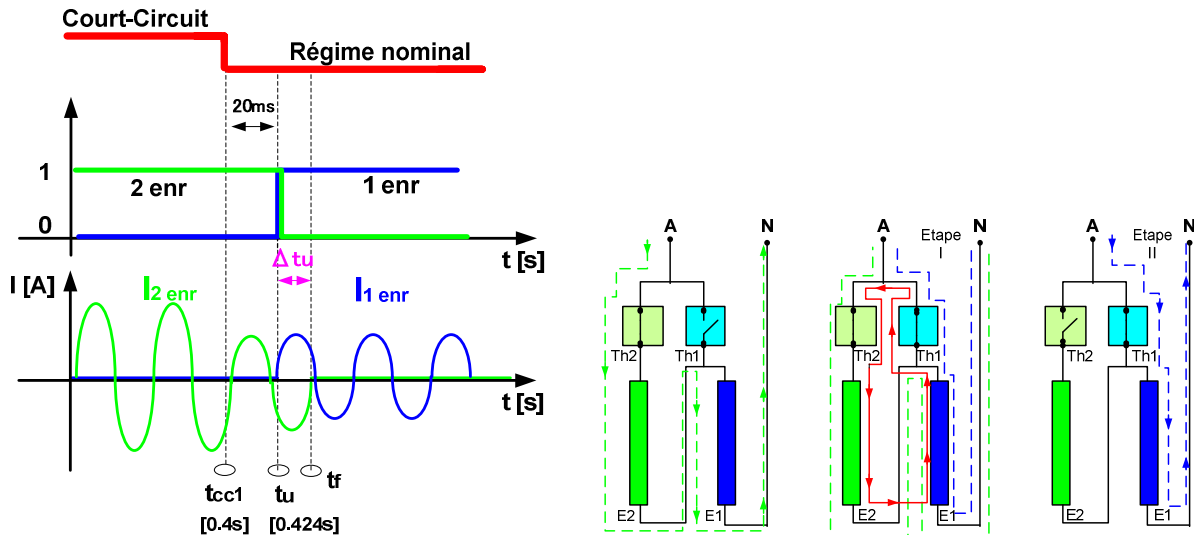 Court-Circuit
Régime nominal
20ms
1
2 enr
1 enr
0
t [s]
Δ tu
I [A]
I2 enr
I1 enr
t [s]
tcc1
tu
tf
[0.4s]
[0.424s]
A
N
Th2
Th1
E2
E1
A
Etape
I
N
Th2
Th1
E2
E1
A
Etape
II
N
Th2
Th1
E2
E1